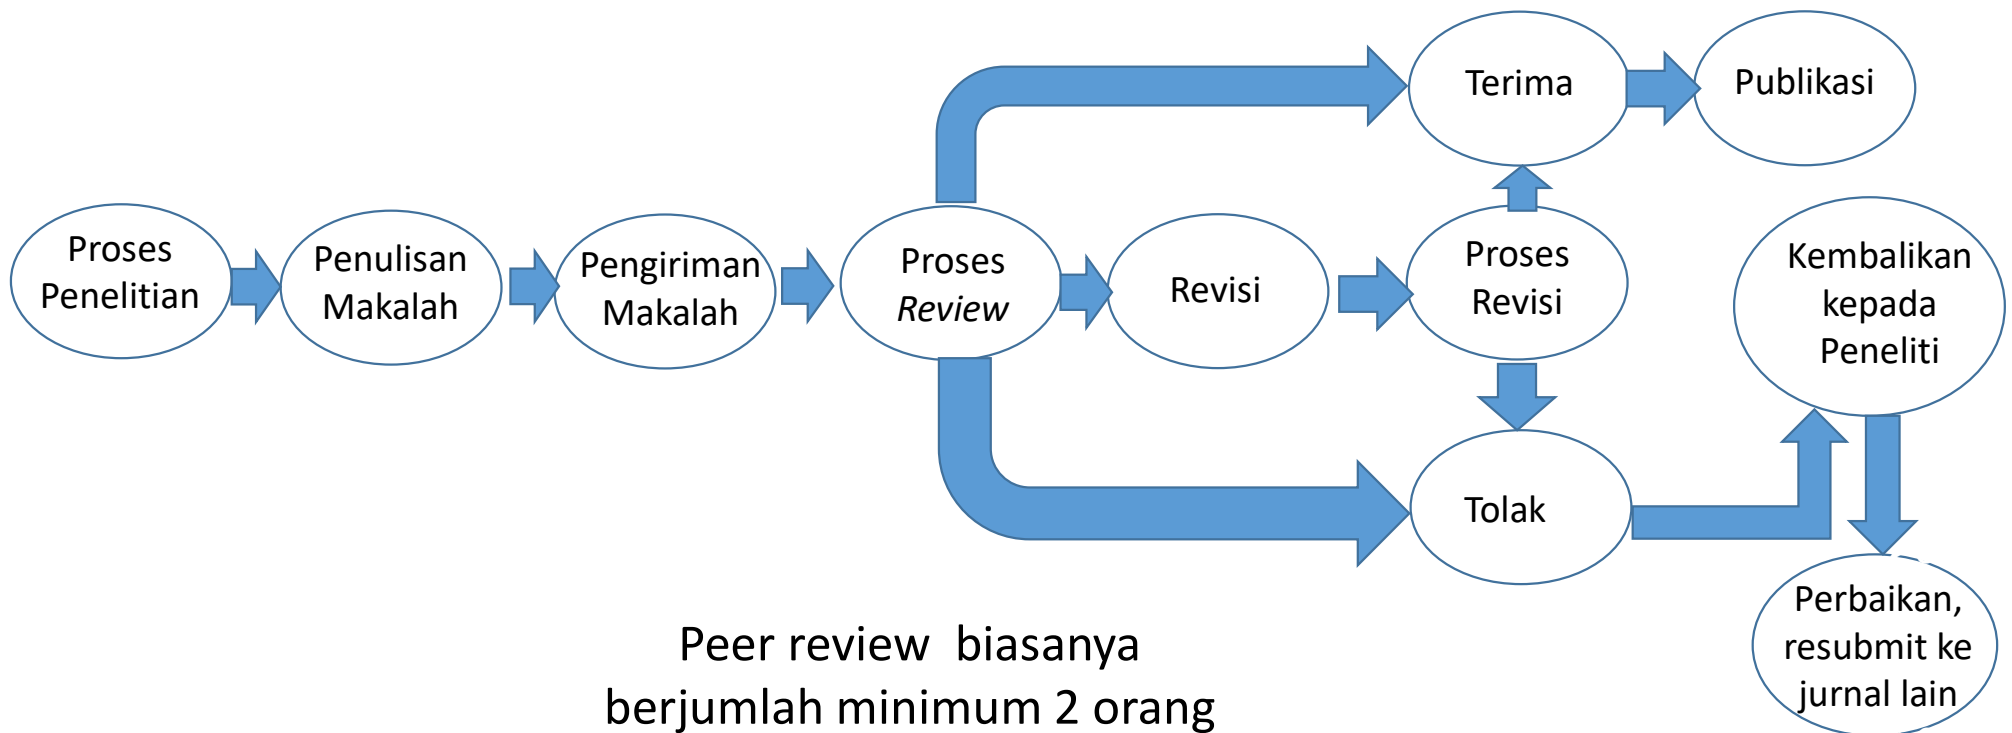 Proses
Penelitian
Penulisan
Makalah
Pengiriman
Makalah
Proses
Review
Revisi
Proses
Revisi
Terima
Publikasi
Tolak
Kembalikan
kepada
Peneliti
Perbaikan,
resubmit ke
jurnal lain
Peer review biasanya
berjumlah minimum 2 orang